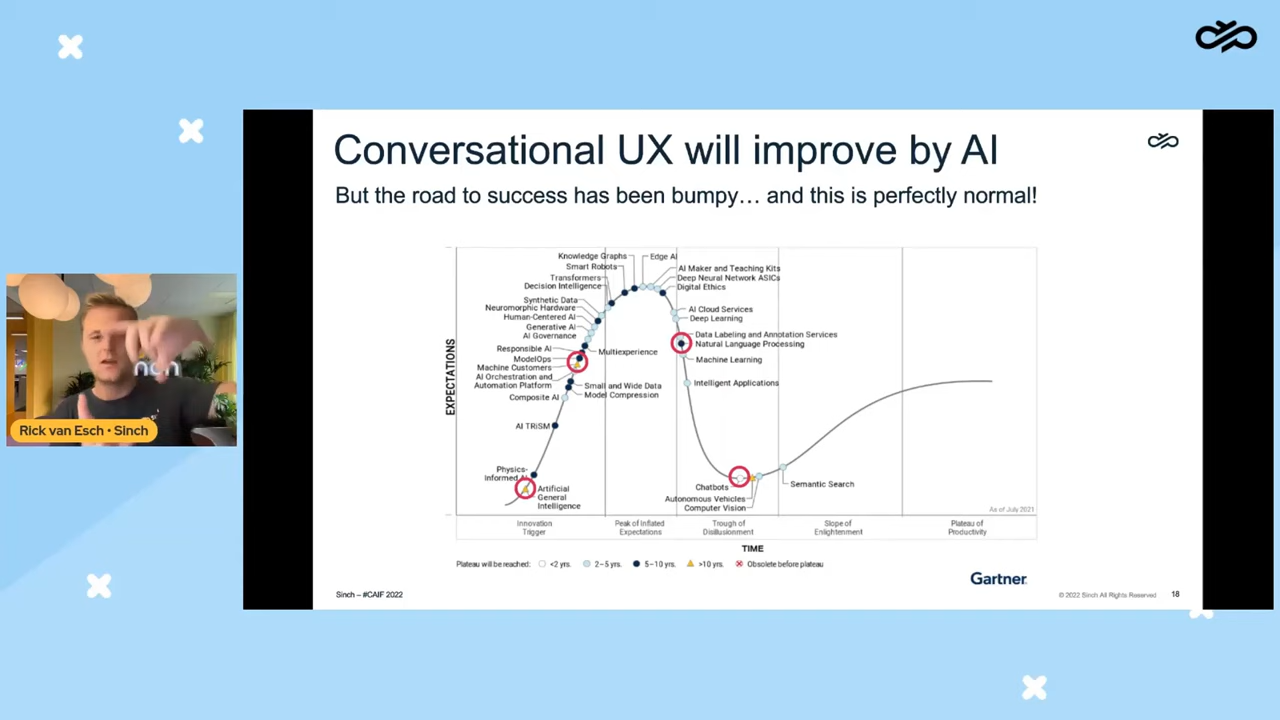 Conversational UX will improve by AI
But the road to success has been bumpy… and this is perfectly normal!
EXPECTATIONS
Knowledge Graphs
Smart Robots
Transformers
Decision Intelligence
Synthetic Data
Neuromorphic Hardware
Human-Centered AI
Generative AI
AI Governance
Responsible AI
ModelOps
Machine Customers
AI Orchestration and
Automation Platform
Composite AI
AI TRiSM
Physics-
Informed AI
Artificial
General
Intelligence
Multiexperience
Small and Wide Data
Model Compression
Edge AI
AI Maker and Teaching Kits
Deep Neural Network ASICs
Digital Ethics
AI Cloud Services
Deep Learning
Data Labeling and Annotation Services
Natural Language Processing
Machine Learning
Intelligent Applications
Chatbots
Autonomous Vehicles
Computer Vision
Semantic Search
As of July 2021
Innovation
Trigger
Peak of Inflated
Expectations
Trough of
Disillusionment
Slope of
Enlightenment
Plateau of
Productivity
TIME
Plateau will be reached: <2 yrs. 2–5 yrs. 5–10 yrs. >10 yrs. Obsolete before plateau
Gartner
Sinch – #CAIF 2022
© 2022 Sinch All Rights Reserved
18
Rick van Esch • Sinch